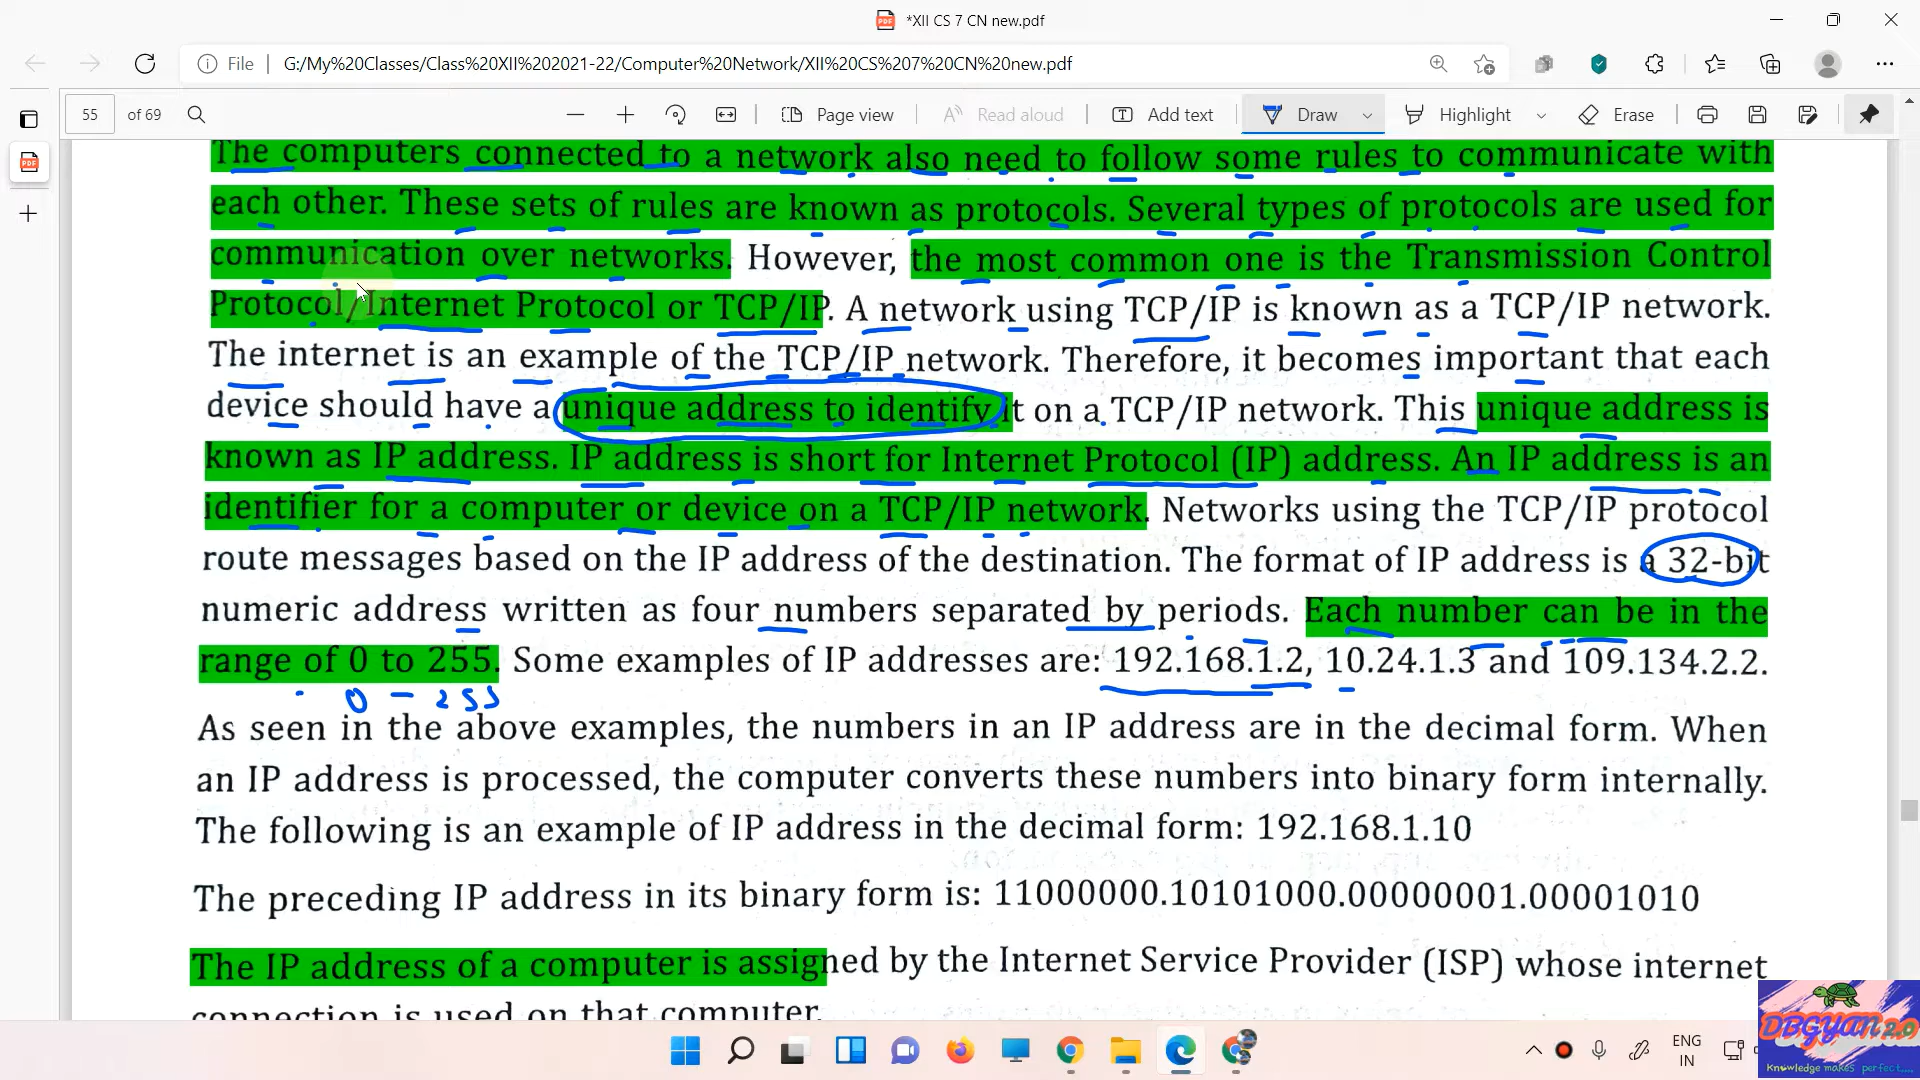 *XII CS 7 CN new.pdf
File
G:/My%20Classes/Class%20XII%202021-22/Computer%20Network/XII%20CS%207%20CN%20new.pdf
55 of 69
Page view
Read aloud
Add text
Draw
Highlight
Erase
The computers connected to a network also need to follow some rules to communicate with
each other. These sets of rules are known as protocols. Several types of protocols are used for
communication over networks. However, the most common one is the Transmission Control
Protocol/Internet Protocol or TCP/IP. A network using TCP/IP is known as a TCP/IP network.
The internet is an example of the TCP/IP network. Therefore, it becomes important that each
device should have a unique address to identify it on a TCP/IP network. This unique address is
known as IP address. IP address is short for Internet Protocol (IP) address. An IP address is an
identifier for a computer or device on a TCP/IP network. Networks using the TCP/IP protocol
route messages based on the IP address of the destination. The format of IP address is a 32-bit
numeric address written as four numbers separated by periods. Each number can be in the
range of 0 to 255. Some examples of IP addresses are: 192.168.1.2, 10.24.1.3 and 109.134.2.2.
0 - 255
As seen in the above examples, the numbers in an IP address are in the decimal form. When
an IP address is processed, the computer converts these numbers into binary form internally.
The following is an example of IP address in the decimal form: 192.168.1.10
The preceding IP address in its binary form is: 11000000.10101000.00000001.00001010
The IP address of a computer is assigned by the Internet Service Provider (ISP) whose internet
connection is used on that computer.
ENG
IN
DBGyan 2.0
Knowledge makes perfect....